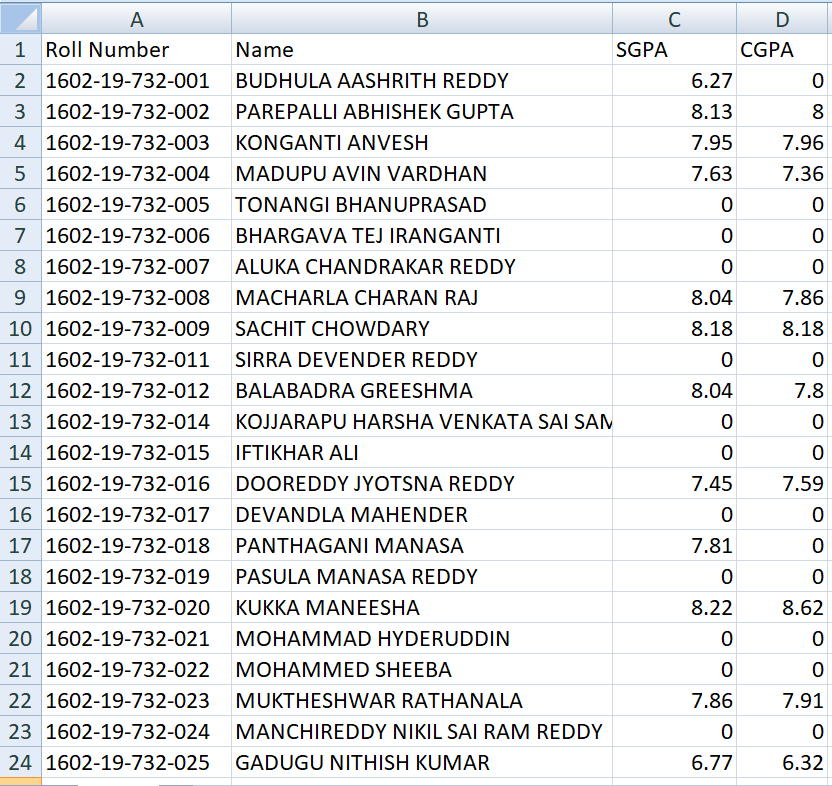 A B C D
1 Roll Number Name SGPA CGPA
2 1602-19-732-001 BUDHULA AASHRITH REDDY 6.27 0
3 1602-19-732-002 PAREPALLI ABHISHEK GUPTA 8.13 8
4 1602-19-732-003 KONGANTI ANVESH 7.95 7.96
5 1602-19-732-004 MADUPU AVIN VARDHAN 7.63 7.36
6 1602-19-732-005 TONANGI BHANUPRASAD 0 0
7 1602-19-732-006 BHARGAVA TEJ IRANGANTI 0 0
8 1602-19-732-007 ALUKA CHANDRAKAR REDDY 0 0
9 1602-19-732-008 MACHARLA CHARAN RAJ 8.04 7.86
10 1602-19-732-009 SACHIT CHOWDARY 8.18 8.18
11 1602-19-732-011 SIRRA DEVENDER REDDY 0 0
12 1602-19-732-012 BALABADRA GREESHMA 8.04 7.8
13 1602-19-732-014 KOJJARAPU HARSHA VENKATA SAI SAM 0 0
14 1602-19-732-015 IFTIKHAR ALI 0 0
15 1602-19-732-016 DOOREDDY JYOTSNA REDDY 7.45 7.59
16 1602-19-732-017 DEVANDLA MAHENDER 0 0
17 1602-19-732-018 PANTHAGANI MANASA 7.81 0
18 1602-19-732-019 PASULA MANASA REDDY 0 0
19 1602-19-732-020 KUKKA MANEESHA 8.22 8.62
20 1602-19-732-021 MOHAMMAD HYDERUDDIN 0 0
21 1602-19-732-022 MOHAMMED SHEEBA 0 0
22 1602-19-732-023 MUKTHESHWAR RATHANALA 7.86 7.91
23 1602-19-732-024 MANCHIREDDY NIKIL SAI RAM REDDY 0 0
24 1602-19-732-025 GADUGU NITHISH KUMAR 6.77 6.32